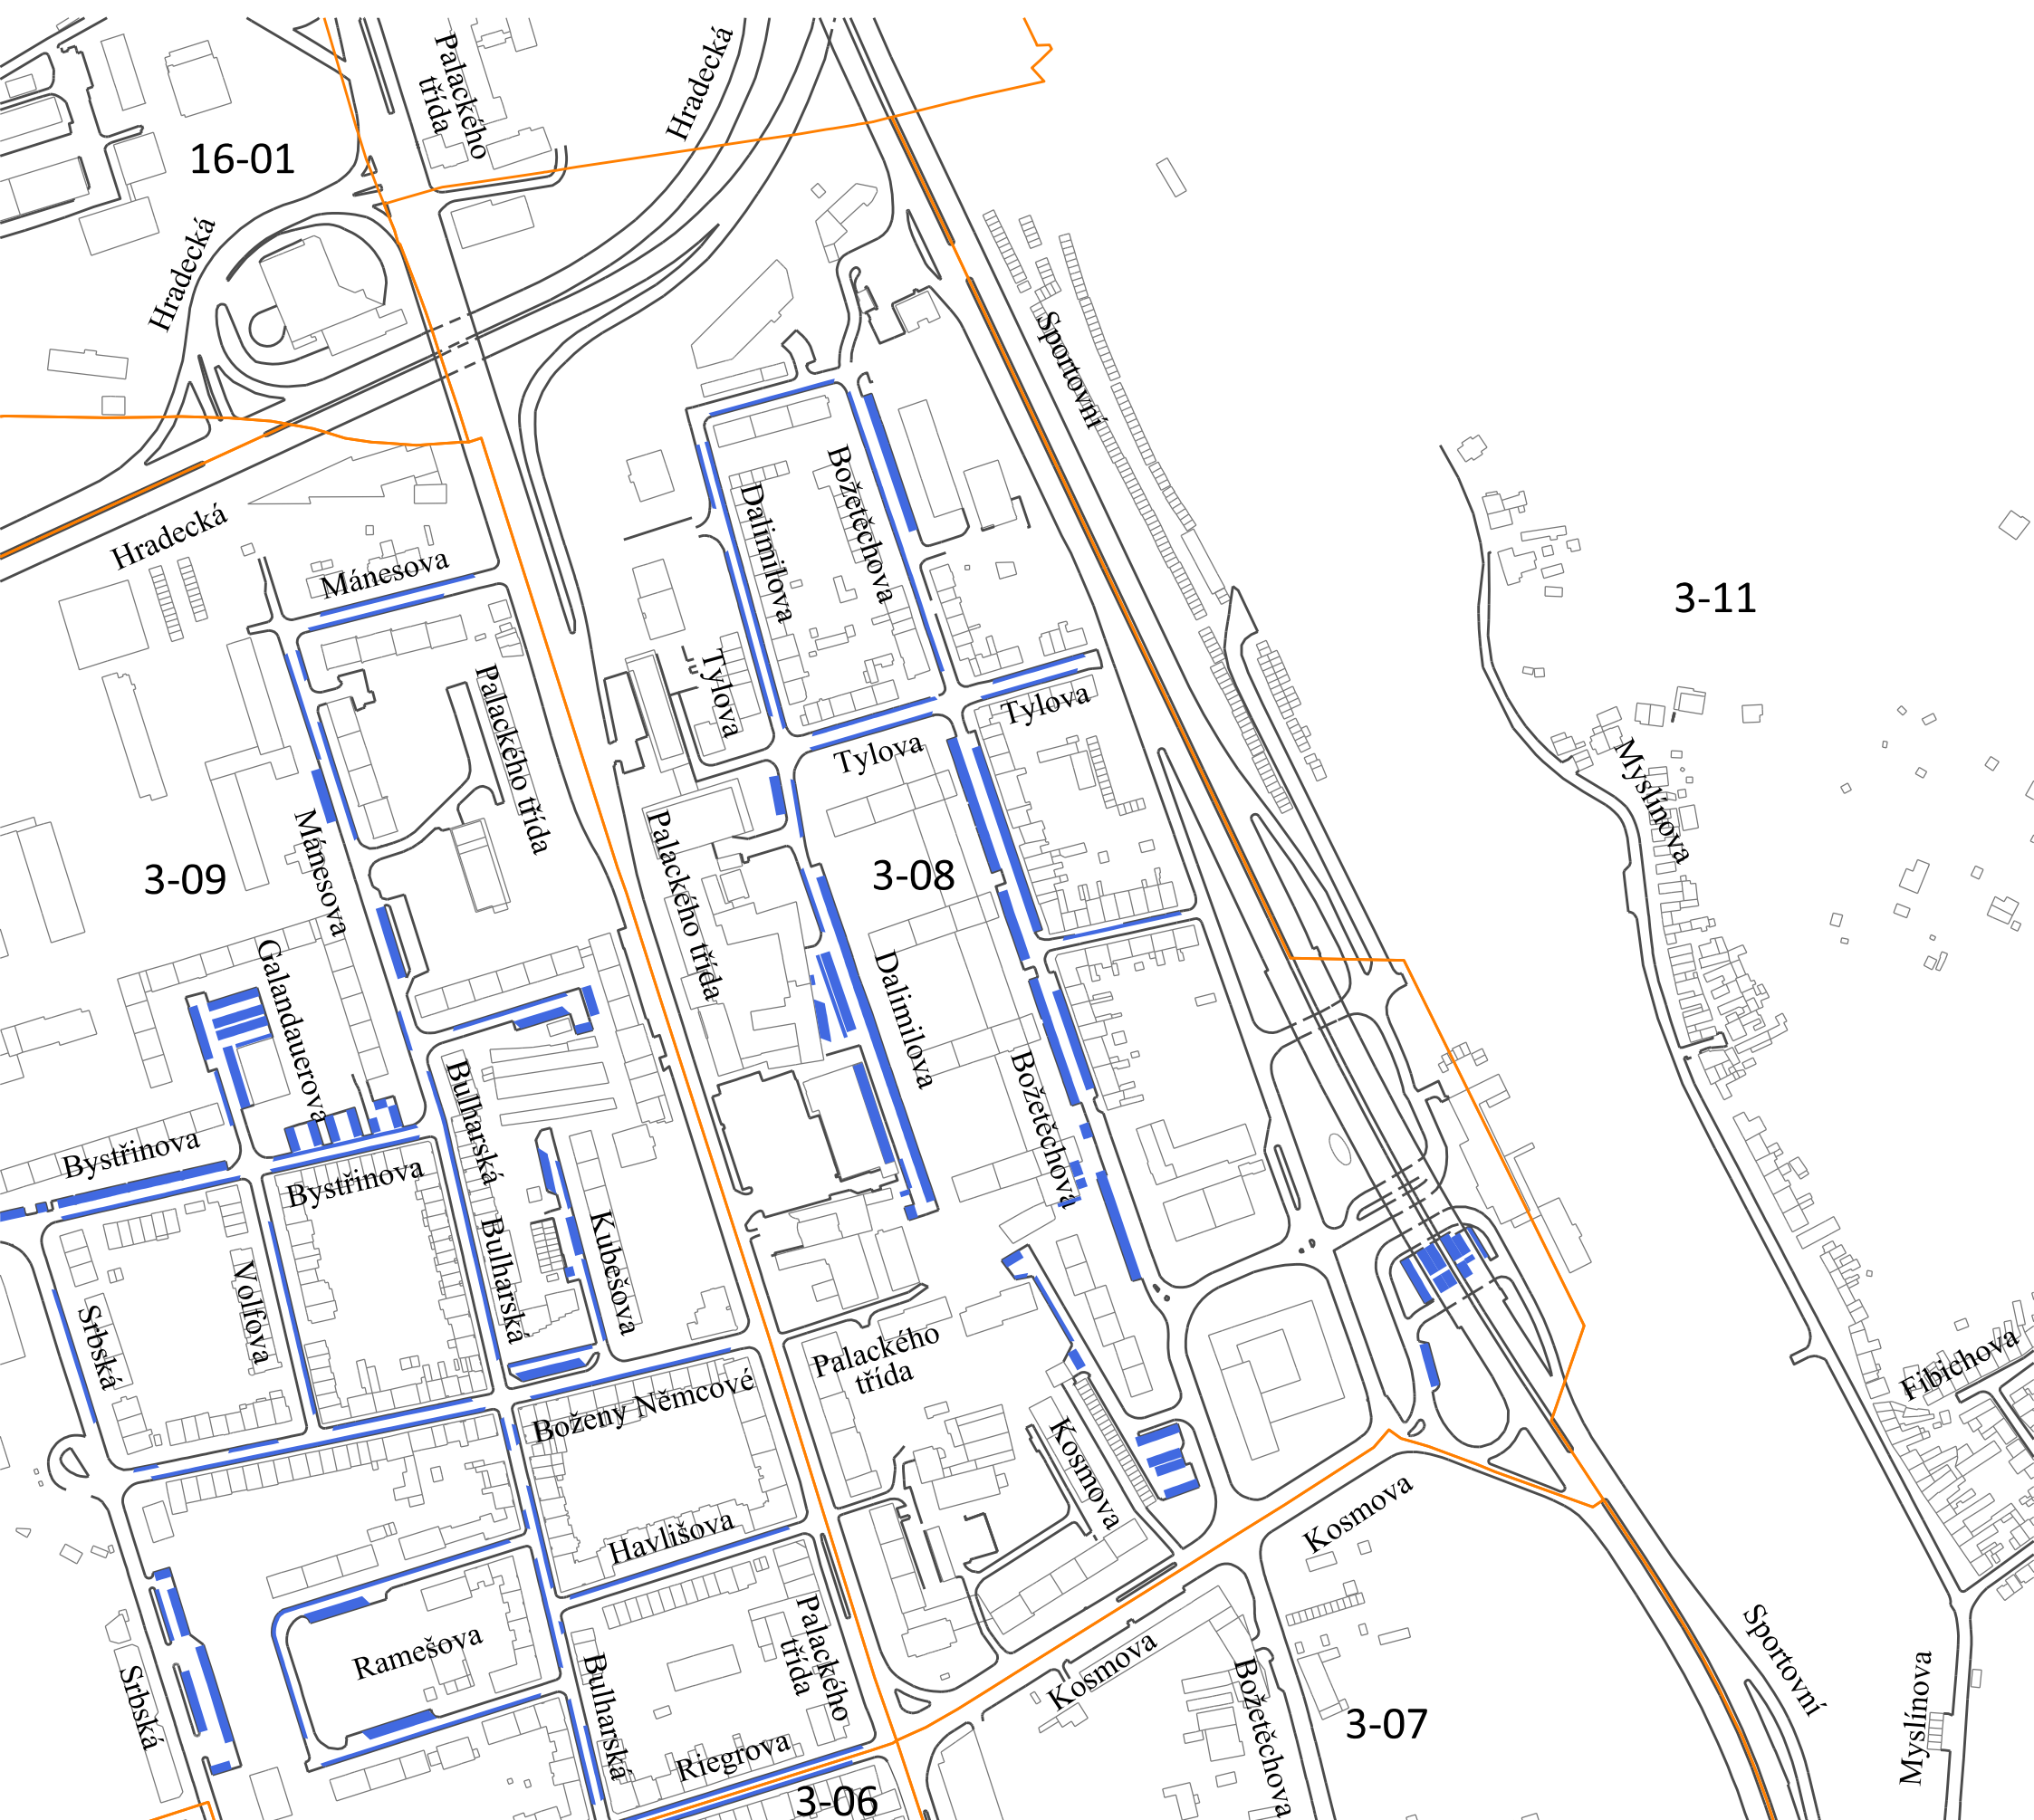 Palackého
třída
Hradecká
16-01
Hradecká
Sportovní
Božetěchova
Dalimilova
Hradecká
Mánesova
3-11
Tylova
Palackého třída
Tylova
Tylova
Myslínova
Mánesova
Palackého třída
3-09
3-08
Galandauerova
Dalimilova
Bulharská
Božetěchova
Bystřinova
Bystřinova
Bulharská
Kubešova
Volfova
Srbská
Palackého
třída
Fibichova
Boženy Němcové
Kosmova
Kosmova
Havlišova
Ramešova
Palackého
třída
Sportovní
Srbská
Bulharská
Kosmova
Božetěchova
Myslínova
3-07
Riegrova
3-06